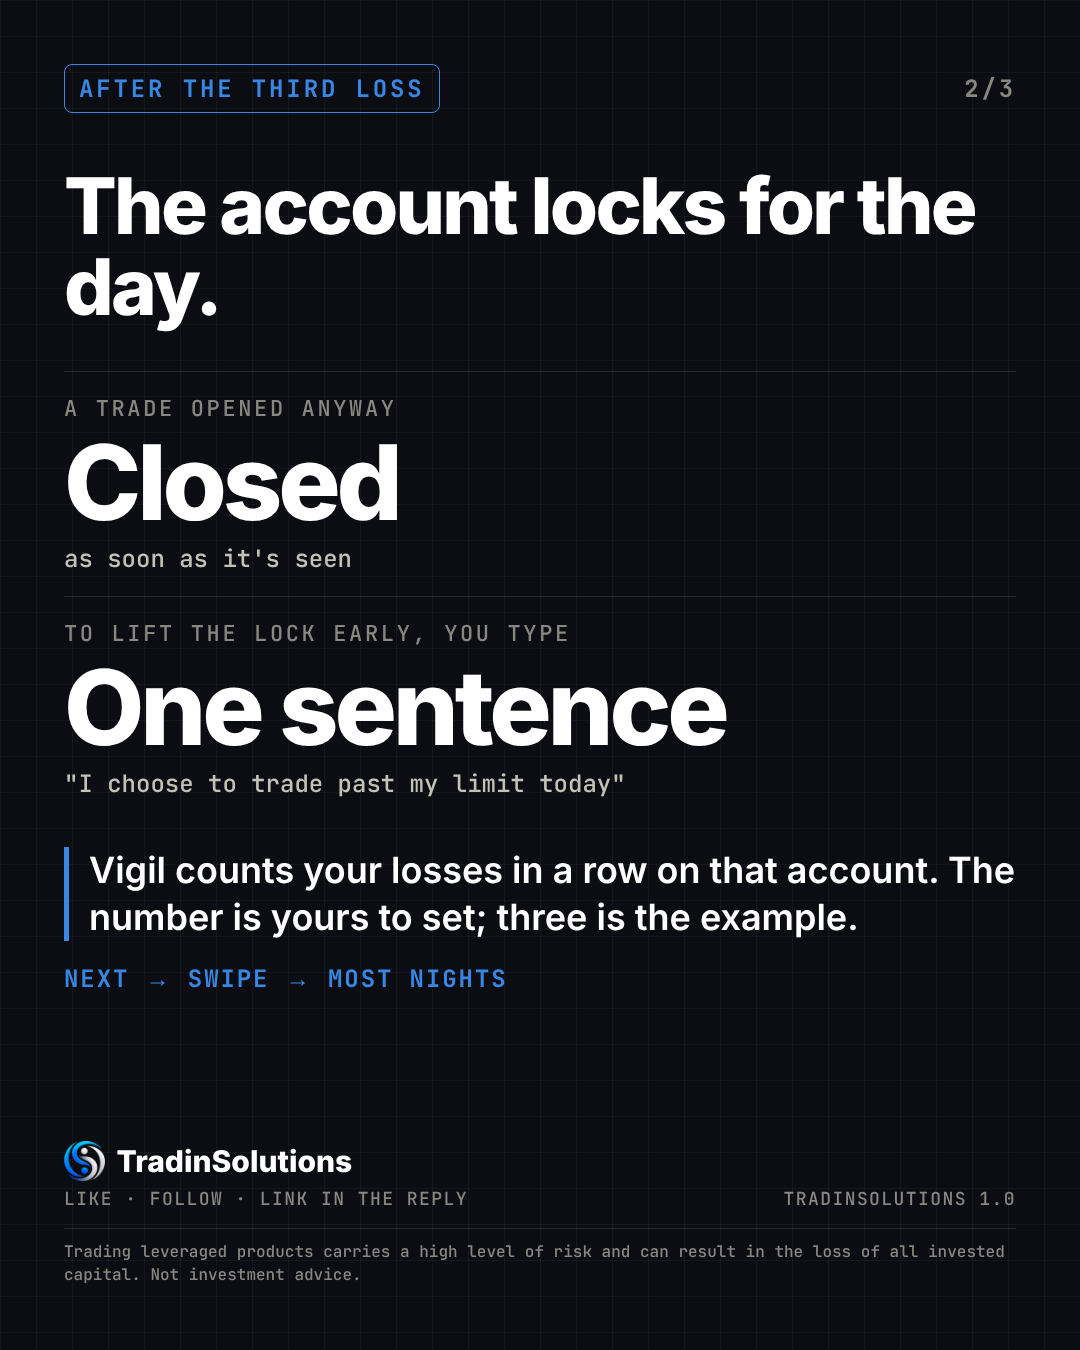 AFTER THE THIRD LOSS
2/3
The account locks for the
day.
A TRADE OPENED ANYWAY
Closed
as soon as it's seen
TO LIFT THE LOCK EARLY, YOU TYPE
One sentence
"I choose to trade past my limit today"
Vigil counts your losses in a row on that account. The
number is yours to set; three is the example.
NEXT → SWIPE → MOST NIGHTS
TradinSolutions
LIKE · FOLLOW · LINK IN THE REPLY
TRADINSOLUTIONS 1.0
Trading leveraged products carries a high level of risk and can result in the loss of all invested
capital. Not investment advice.